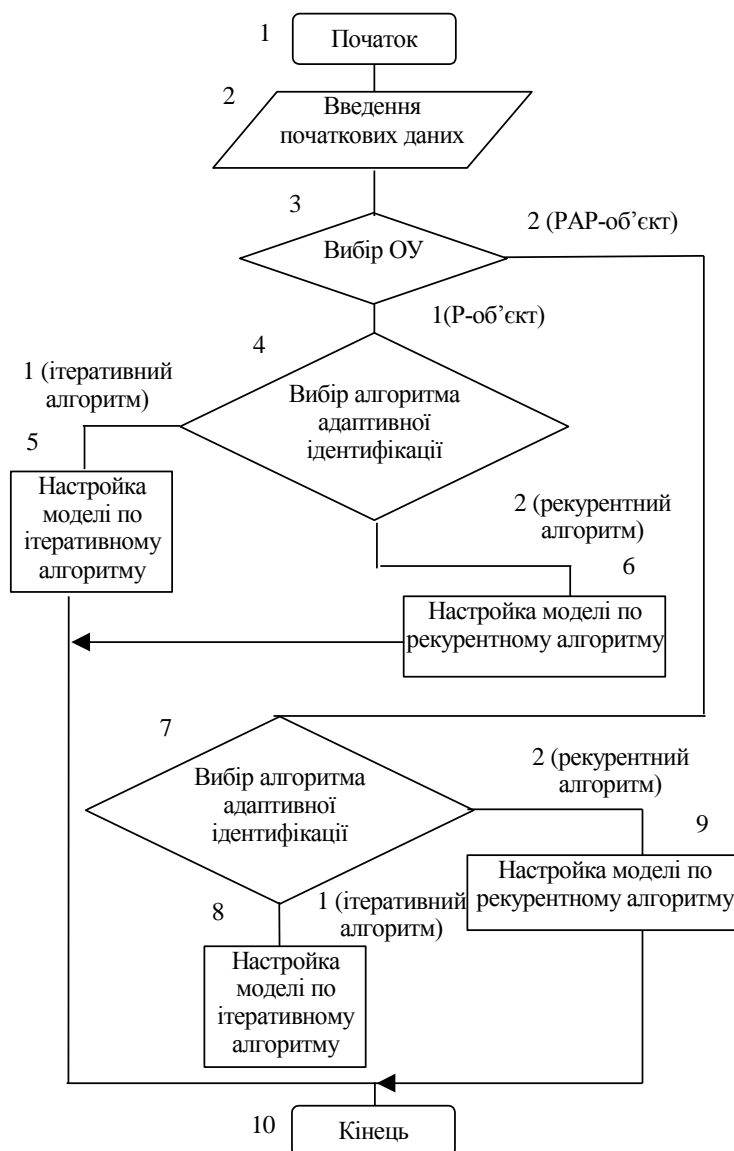 1
Початок
2
Введення
початкових даних
3
Вибір ОУ
2 (РАР-об’єкт)
1(Р-об’єкт)
4
1 (ітеративний
алгоритм)
Вибір алгоритма
адаптивної
ідентифікації
5
Настройка
моделі по
ітеративному
алгоритму
2 (рекурентний
алгоритм)
6
Настройка моделі по
рекурентному алгоритму
7
Вибір алгоритма
адаптивної
ідентифікації
2 (рекурентний
алгоритм)
9
Настройка моделі по
рекурентному алгоритму
8
1 (ітеративний
алгоритм)
Настройка
моделі по
ітеративному
алгоритму
10
Кінець